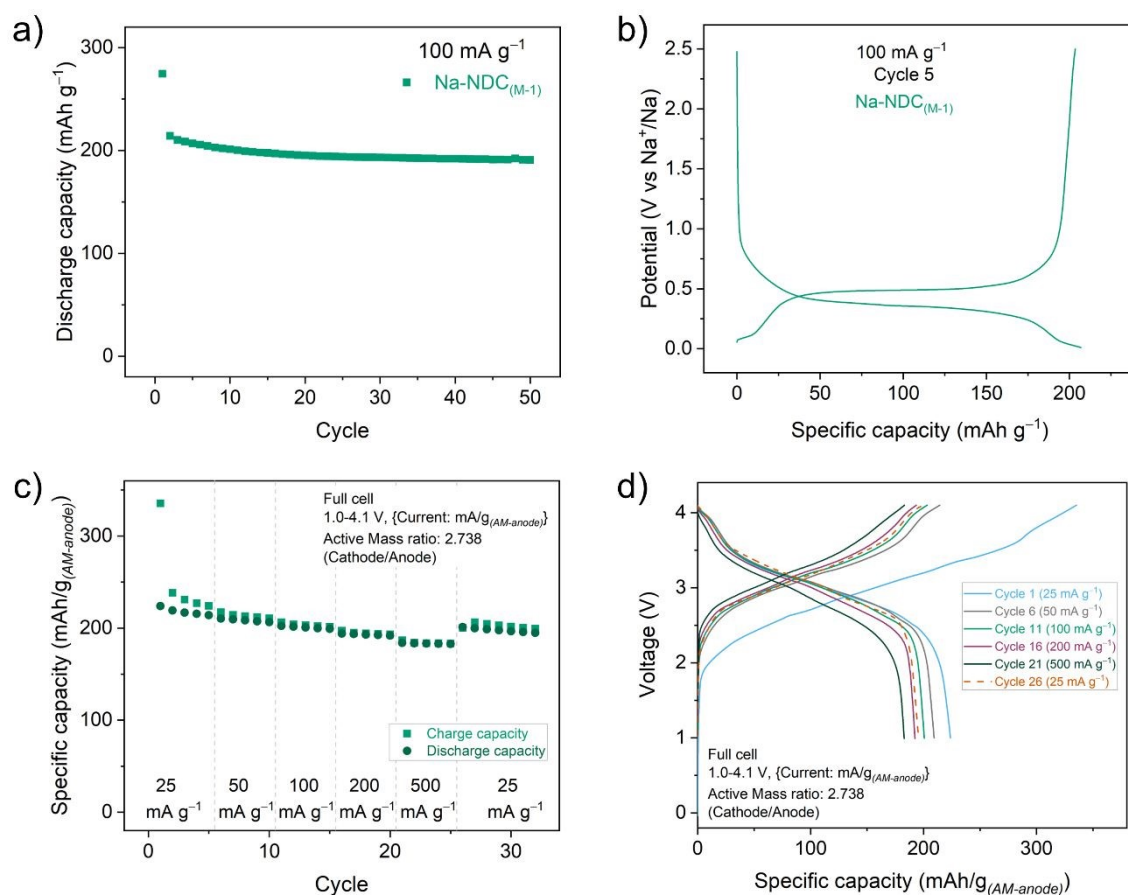 a)
100 mA g⁻¹
Na-NDC(M-1)
300
200
100
0
Discharge capacity (mAh g⁻¹)
0 10 20 30 40 50
Cycle
b)
100 mA g⁻¹
Cycle 5
Na-NDC(M-1)
2.5
2.0
1.5
1.0
0.5
0.0
Potential (V vs Na⁺/Na)
0 50 100 150 200
Specific capacity (mAh g⁻¹)
c)
Full cell
1.0-4.1 V, {Current: mA/g(AM-anode)}
Active Mass ratio: 2.738
(Cathode/Anode)
300
200
100
0
Specific capacity (mAh/g(AM-anode))
Charge capacity
Discharge capacity
25 50 100 200 500 25
mA g⁻¹ mA g⁻¹ mA g⁻¹ mA g⁻¹ mA g⁻¹ mA g⁻¹
0 10 20 30
Cycle
d)
4
3
2
1
0
Voltage (V)
Cycle 1 (25 mA g⁻¹)
Cycle 6 (50 mA g⁻¹)
Cycle 11 (100 mA g⁻¹)
Cycle 16 (200 mA g⁻¹)
Cycle 21 (500 mA g⁻¹)
Cycle 26 (25 mA g⁻¹)
Full cell
1.0-4.1 V, {Current: mA/g(AM-anode)}
Active Mass ratio: 2.738
(Cathode/Anode)
0 100 200 300
Specific capacity (mAh/g(AM-anode))